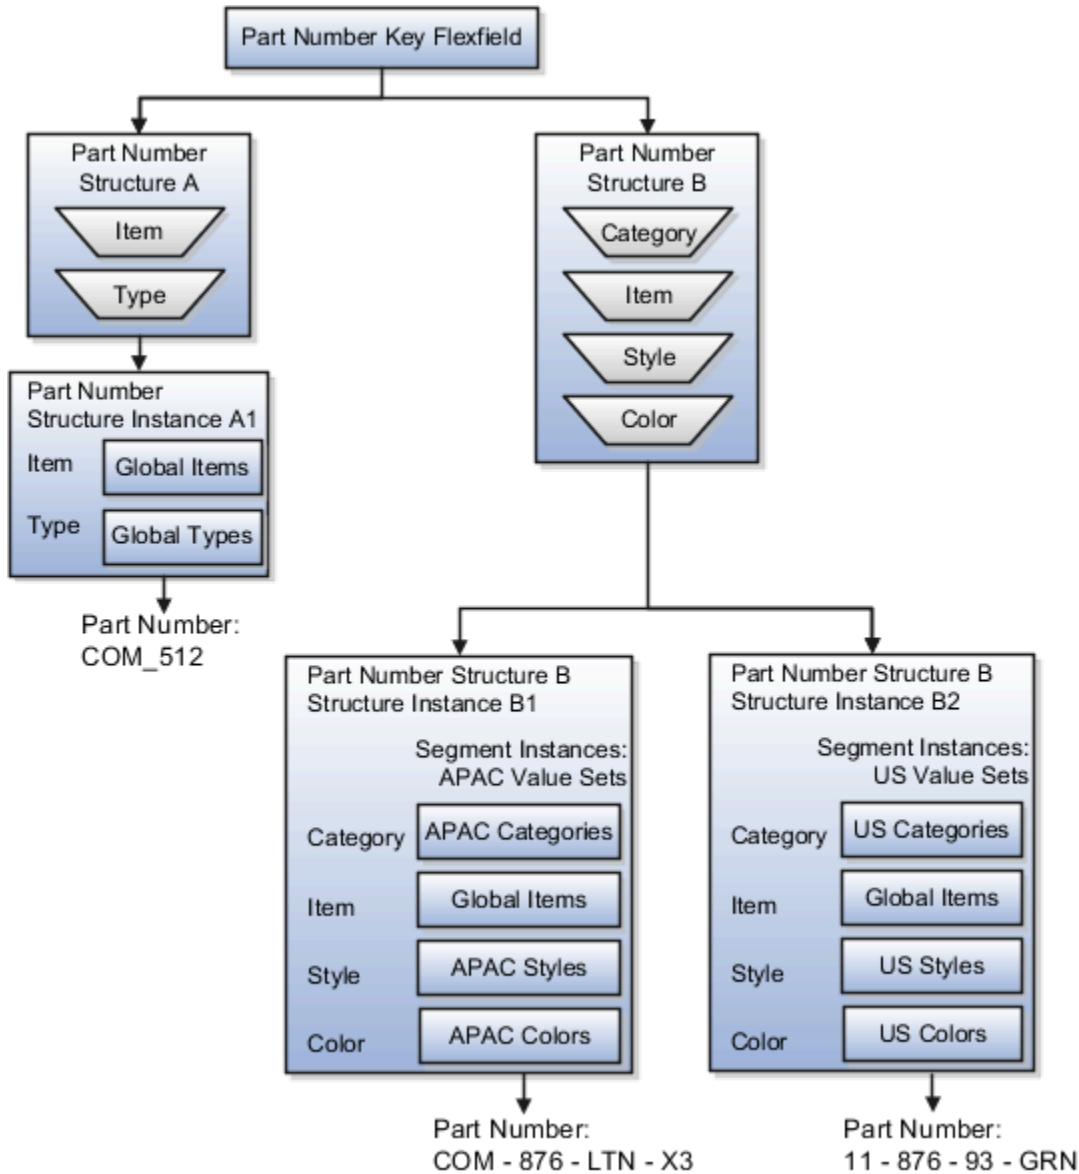 Part Number Key Flexfield
Part Number
Structure A
Item
Type
Part Number
Structure B
Category
Item
Style
Color
Part Number
Structure Instance A1
Item
Global Items
Type
Global Types
Part Number:
COM_512
Part Number Structure B
Structure Instance B1
Segment Instances:
APAC Value Sets
Category
APAC Categories
Item
Global Items
Style
APAC Styles
Color
APAC Colors
Part Number:
COM - 876 - LTN - X3
Part Number Structure B
Structure Instance B2
Segment Instances:
US Value Sets
Category
US Categories
Item
Global Items
Style
US Styles
Color
US Colors
Part Number:
11 - 876 - 93 - GRN